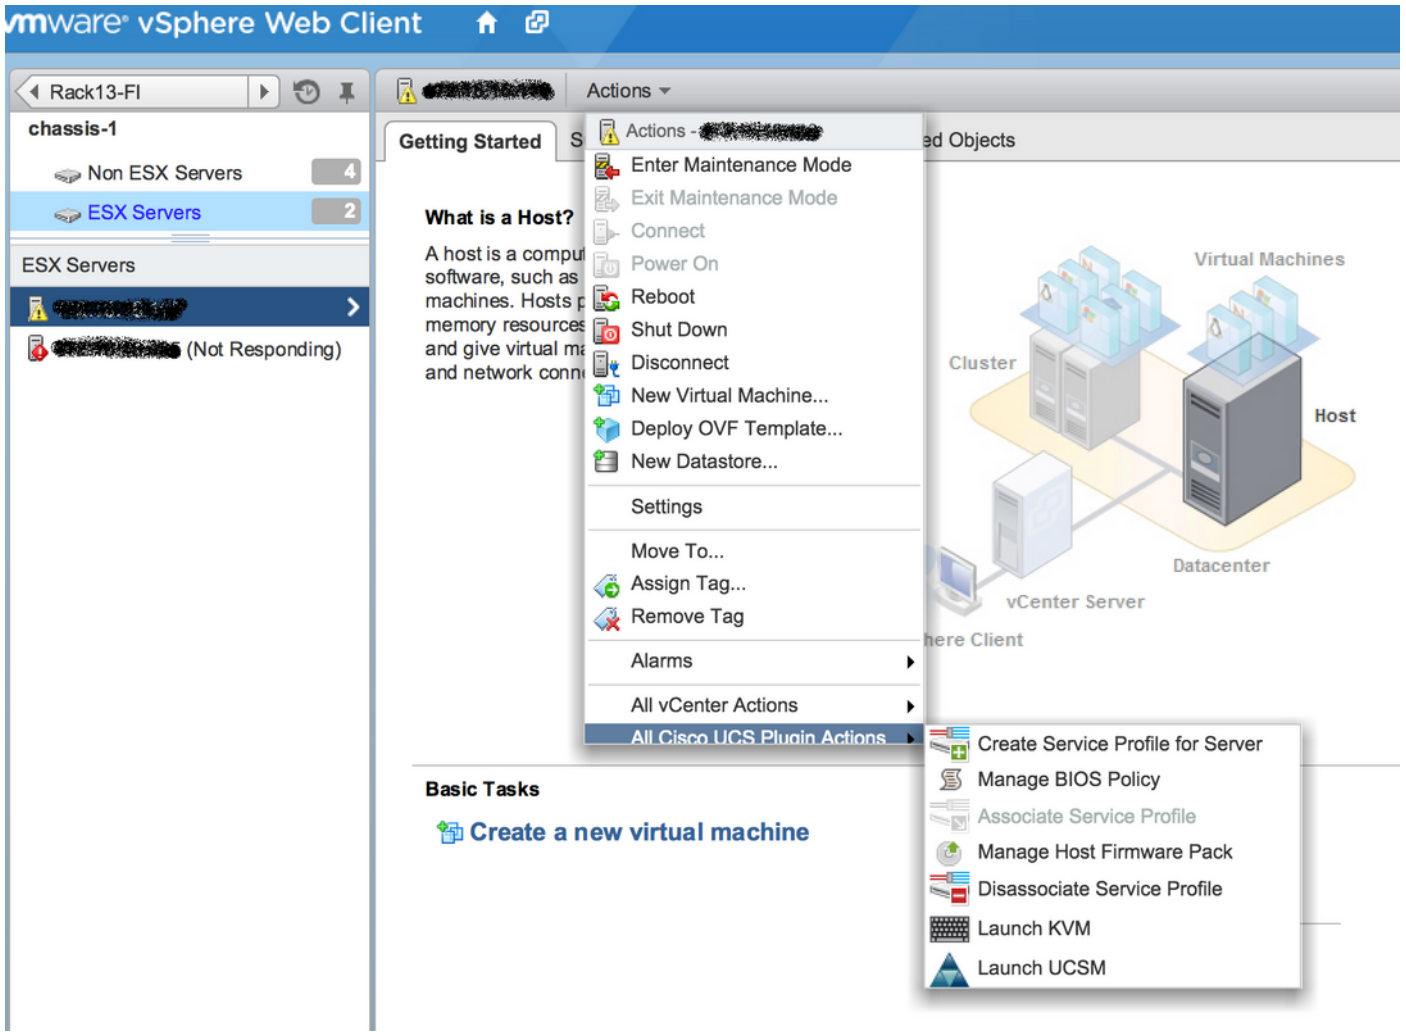 vmware vSphere Web Client
Rack13-FI
chassis-1
Non ESX Servers 4
ESX Servers 2
ESX Servers
(Not Responding)
Actions
Getting Started
ed Objects
What is a Host?
A host is a compu
software, such as
machines. Hosts p
memory resources
and give virtual ma
and network conne
Actions -
Enter Maintenance Mode
Exit Maintenance Mode
Connect
Power On
Reboot
Shut Down
Disconnect
New Virtual Machine...
Deploy OVF Template...
New Datastore...
Settings
Move To...
Assign Tag...
Remove Tag
Alarms
All vCenter Actions
All Cisco UCS Plugin Actions
Create Service Profile for Server
Manage BIOS Policy
Associate Service Profile
Manage Host Firmware Pack
Disassociate Service Profile
Launch KVM
Launch UCSM
Virtual Machines
Cluster
Host
Datacenter
vCenter Server
here Client
Basic Tasks
Create a new virtual machine